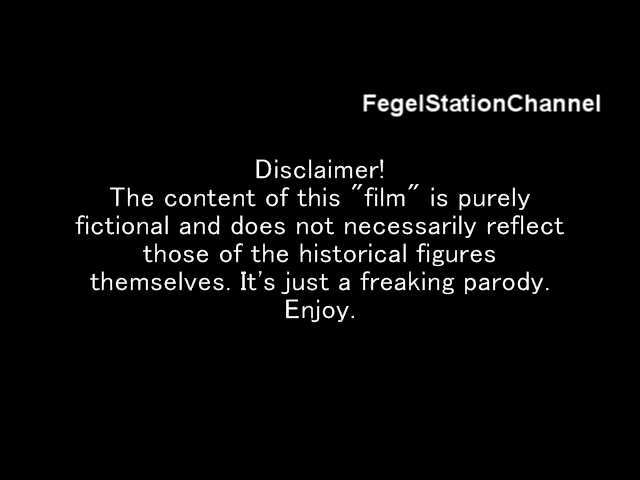 FegelStationChannel
Disclaimer!
The content of this "film" is purely
fictional and does not necessarily reflect
those of the historical figures
themselves. It's just a freaking parody.
Enjoy.